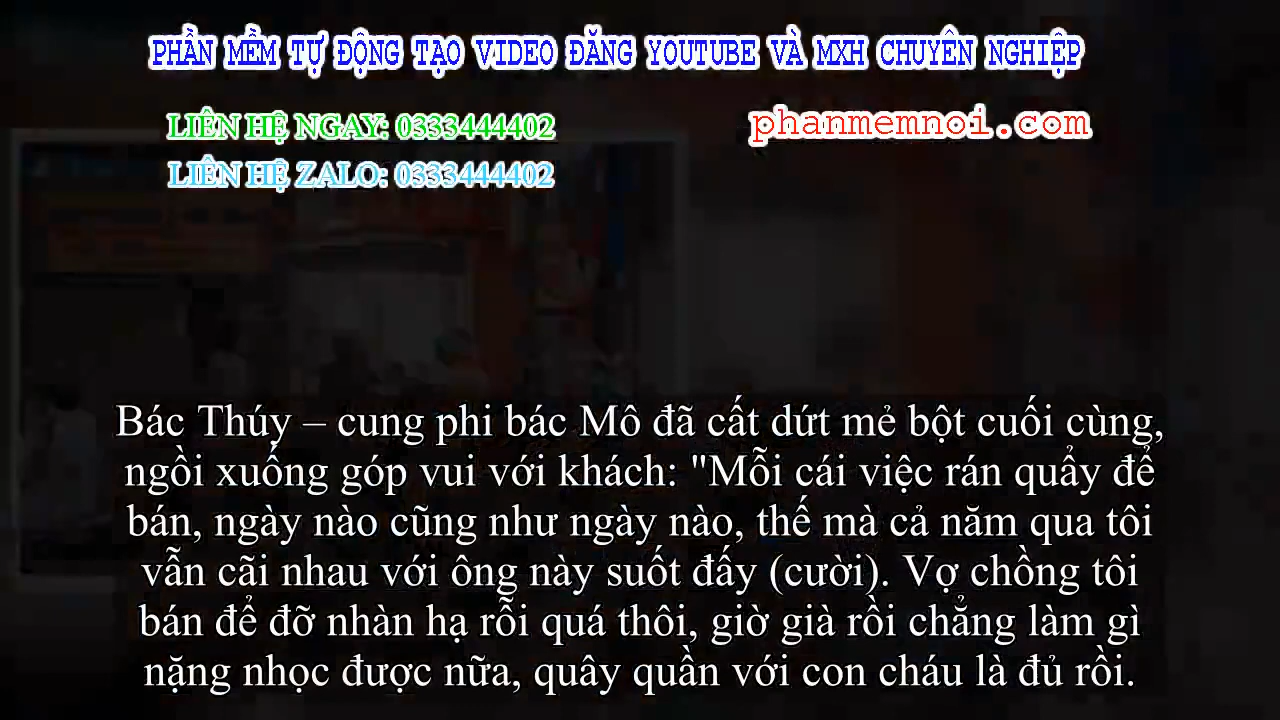 PHẦN MỀM TỰ ĐỘNG TẠO VIDEO ĐĂNG YOUTUBE VÀ MXH CHUYÊN NGHIỆP
LIÊN HỆ NGAY: 0333444402
phanmemnoi.com
LIÊN HỆ ZALO: 0333444402
Bác Thúy – cung phi bác Mô đã cất dứt mẻ bột cuối cùng,
ngồi xuống góp vui với khách: "Mỗi cái việc rán quẩy để
bán, ngày nào cũng như ngày nào, thế mà cả năm qua tôi
vẫn cãi nhau với ông này suốt đấy (cười). Vợ chồng tôi
bán để đỡ nhàn hạ rỗi quá thôi, giờ già rồi chẳng làm gì
nặng nhọc được nữa, quây quần với con cháu là đủ rồi.